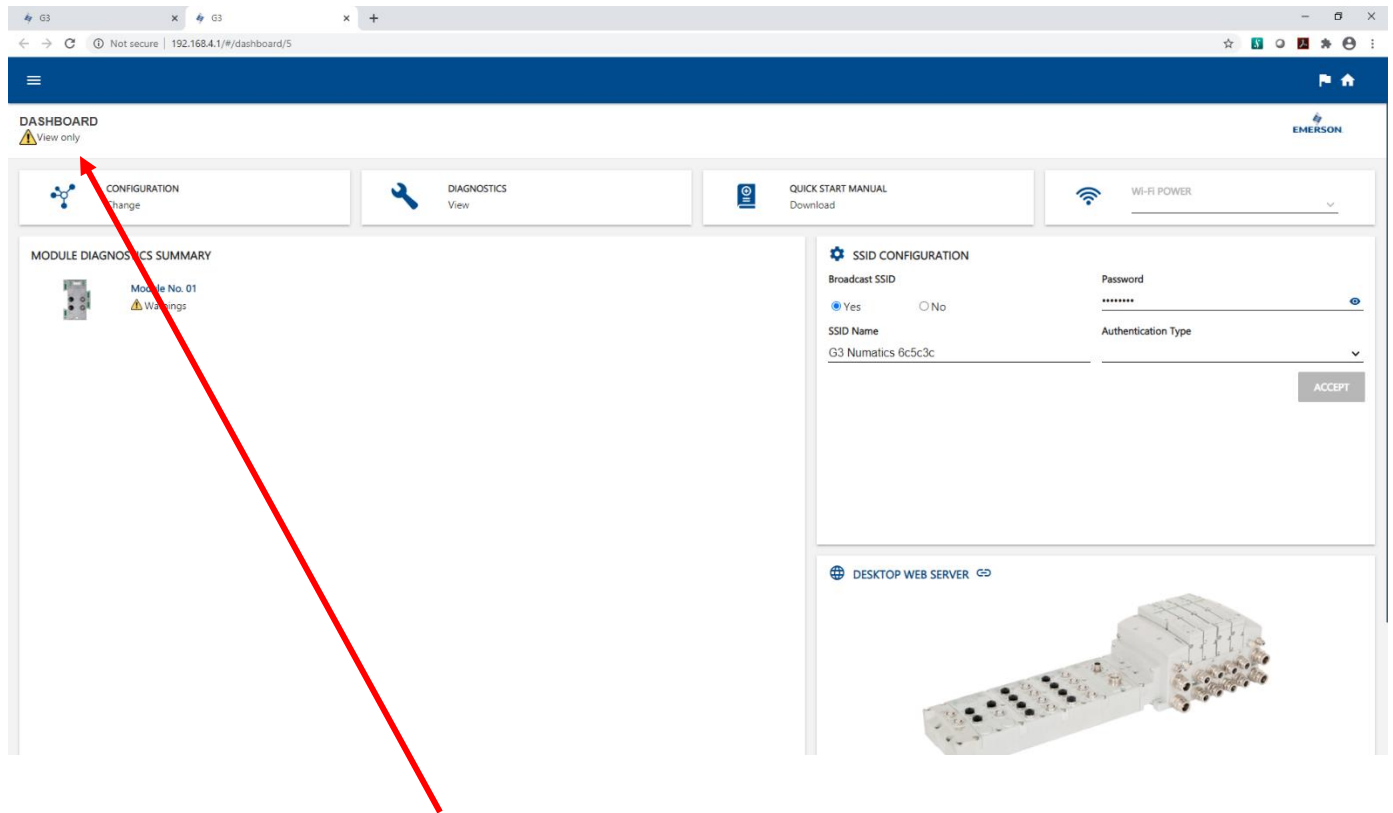 G3
G3
Not secure | 192.168.4.1/#/dashboard/5
DASHBOARD
View only
EMERSON
CONFIGURATION
Change
DIAGNOSTICS
View
QUICK START MANUAL
Download
Wi-Fi POWER
MODULE DIAGNOSTICS SUMMARY
Module No. 01
Warnings
SSID CONFIGURATION
Broadcast SSID
Yes
No
SSID Name
G3 Numatics 6c5c3c
Password
••••••••
Authentication Type
ACCEPT
DESKTOP WEB SERVER